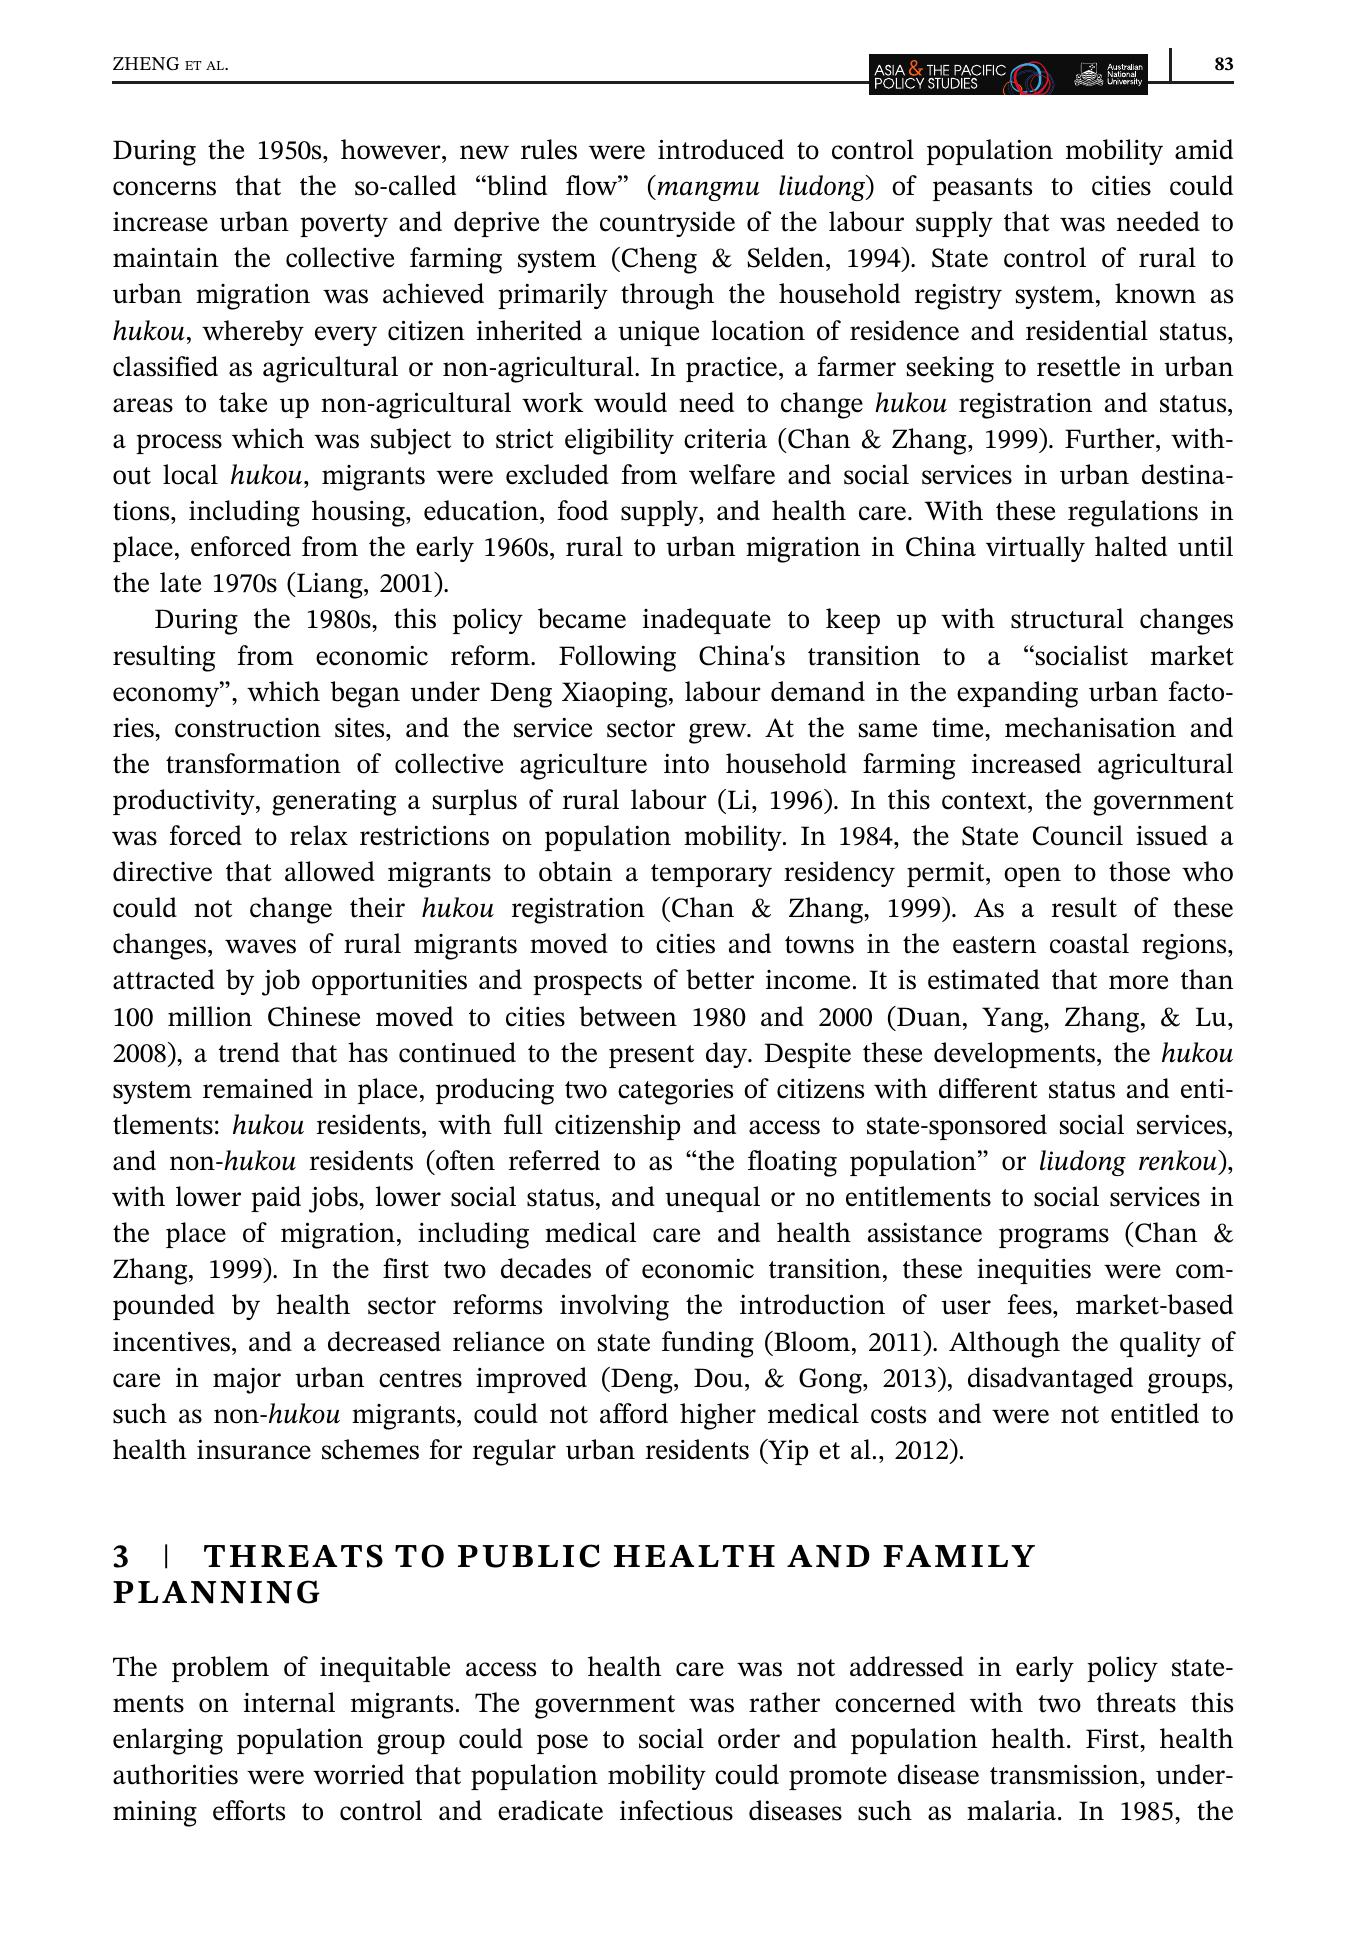 ZHENG ET AL.
ASIA & THE PACIFIC
POLICY STUDIES
Australian
National
University
83
During the 1950s, however, new rules were introduced to control population mobility amid
concerns that the so-called “blind flow” (mangmu liudong) of peasants to cities could
increase urban poverty and deprive the countryside of the labour supply that was needed to
maintain the collective farming system (Cheng & Selden, 1994). State control of rural to
urban migration was achieved primarily through the household registry system, known as
hukou, whereby every citizen inherited a unique location of residence and residential status,
classified as agricultural or non-agricultural. In practice, a farmer seeking to resettle in urban
areas to take up non-agricultural work would need to change hukou registration and status,
a process which was subject to strict eligibility criteria (Chan & Zhang, 1999). Further, with-
out local hukou, migrants were excluded from welfare and social services in urban destina-
tions, including housing, education, food supply, and health care. With these regulations in
place, enforced from the early 1960s, rural to urban migration in China virtually halted until
the late 1970s (Liang, 2001).
During the 1980s, this policy became inadequate to keep up with structural changes
resulting from economic reform. Following China's transition to a “socialist market
economy”, which began under Deng Xiaoping, labour demand in the expanding urban facto-
ries, construction sites, and the service sector grew. At the same time, mechanisation and
the transformation of collective agriculture into household farming increased agricultural
productivity, generating a surplus of rural labour (Li, 1996). In this context, the government
was forced to relax restrictions on population mobility. In 1984, the State Council issued a
directive that allowed migrants to obtain a temporary residency permit, open to those who
could not change their hukou registration (Chan & Zhang, 1999). As a result of these
changes, waves of rural migrants moved to cities and towns in the eastern coastal regions,
attracted by job opportunities and prospects of better income. It is estimated that more than
100 million Chinese moved to cities between 1980 and 2000 (Duan, Yang, Zhang, & Lu,
2008), a trend that has continued to the present day. Despite these developments, the hukou
system remained in place, producing two categories of citizens with different status and enti-
tlements: hukou residents, with full citizenship and access to state-sponsored social services,
and non-hukou residents (often referred to as “the floating population” or liudong renkou),
with lower paid jobs, lower social status, and unequal or no entitlements to social services in
the place of migration, including medical care and health assistance programs (Chan &
Zhang, 1999). In the first two decades of economic transition, these inequities were com-
pounded by health sector reforms involving the introduction of user fees, market-based
incentives, and a decreased reliance on state funding (Bloom, 2011). Although the quality of
care in major urban centres improved (Deng, Dou, & Gong, 2013), disadvantaged groups,
such as non-hukou migrants, could not afford higher medical costs and were not entitled to
health insurance schemes for regular urban residents (Yip et al., 2012).
3 | THREATS TO PUBLIC HEALTH AND FAMILY
PLANNING
The problem of inequitable access to health care was not addressed in early policy state-
ments on internal migrants. The government was rather concerned with two threats this
enlarging population group could pose to social order and population health. First, health
authorities were worried that population mobility could promote disease transmission, under-
mining efforts to control and eradicate infectious diseases such as malaria. In 1985, the